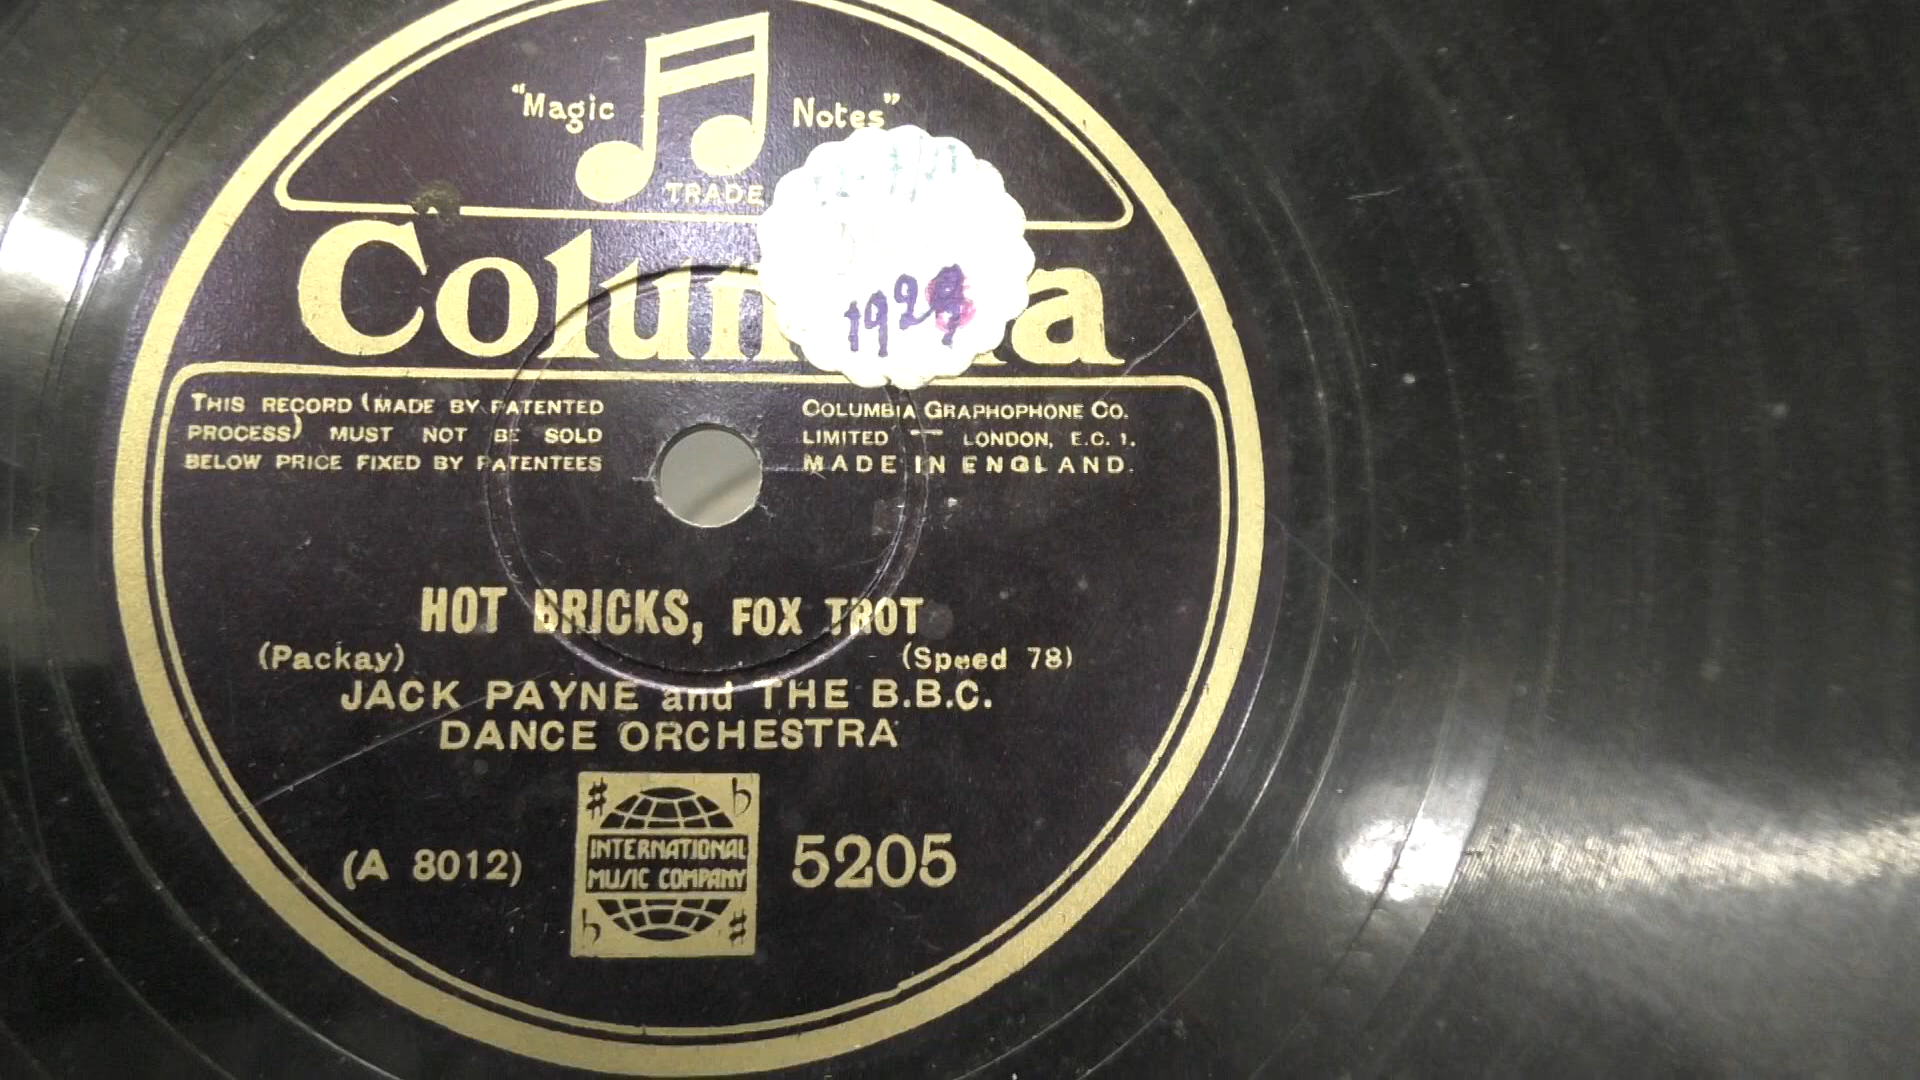 "Magic Notes"
TRADE
Columbia
THIS RECORD (MADE BY PATENTED
PROCESS) MUST NOT BE SOLD
BELOW PRICE FIXED BY PATENTEES
COLUMBIA GRAPHOPHONE CO.
LIMITED — LONDON, E.C. 1.
MADE IN ENGLAND.
HOT BRICKS, FOX TROT
(Packay) (Speed 78)
JACK PAYNE and THE B.B.C.
DANCE ORCHESTRA
(A 8012)
INTERNATIONAL
MUSIC COMPANY
5205